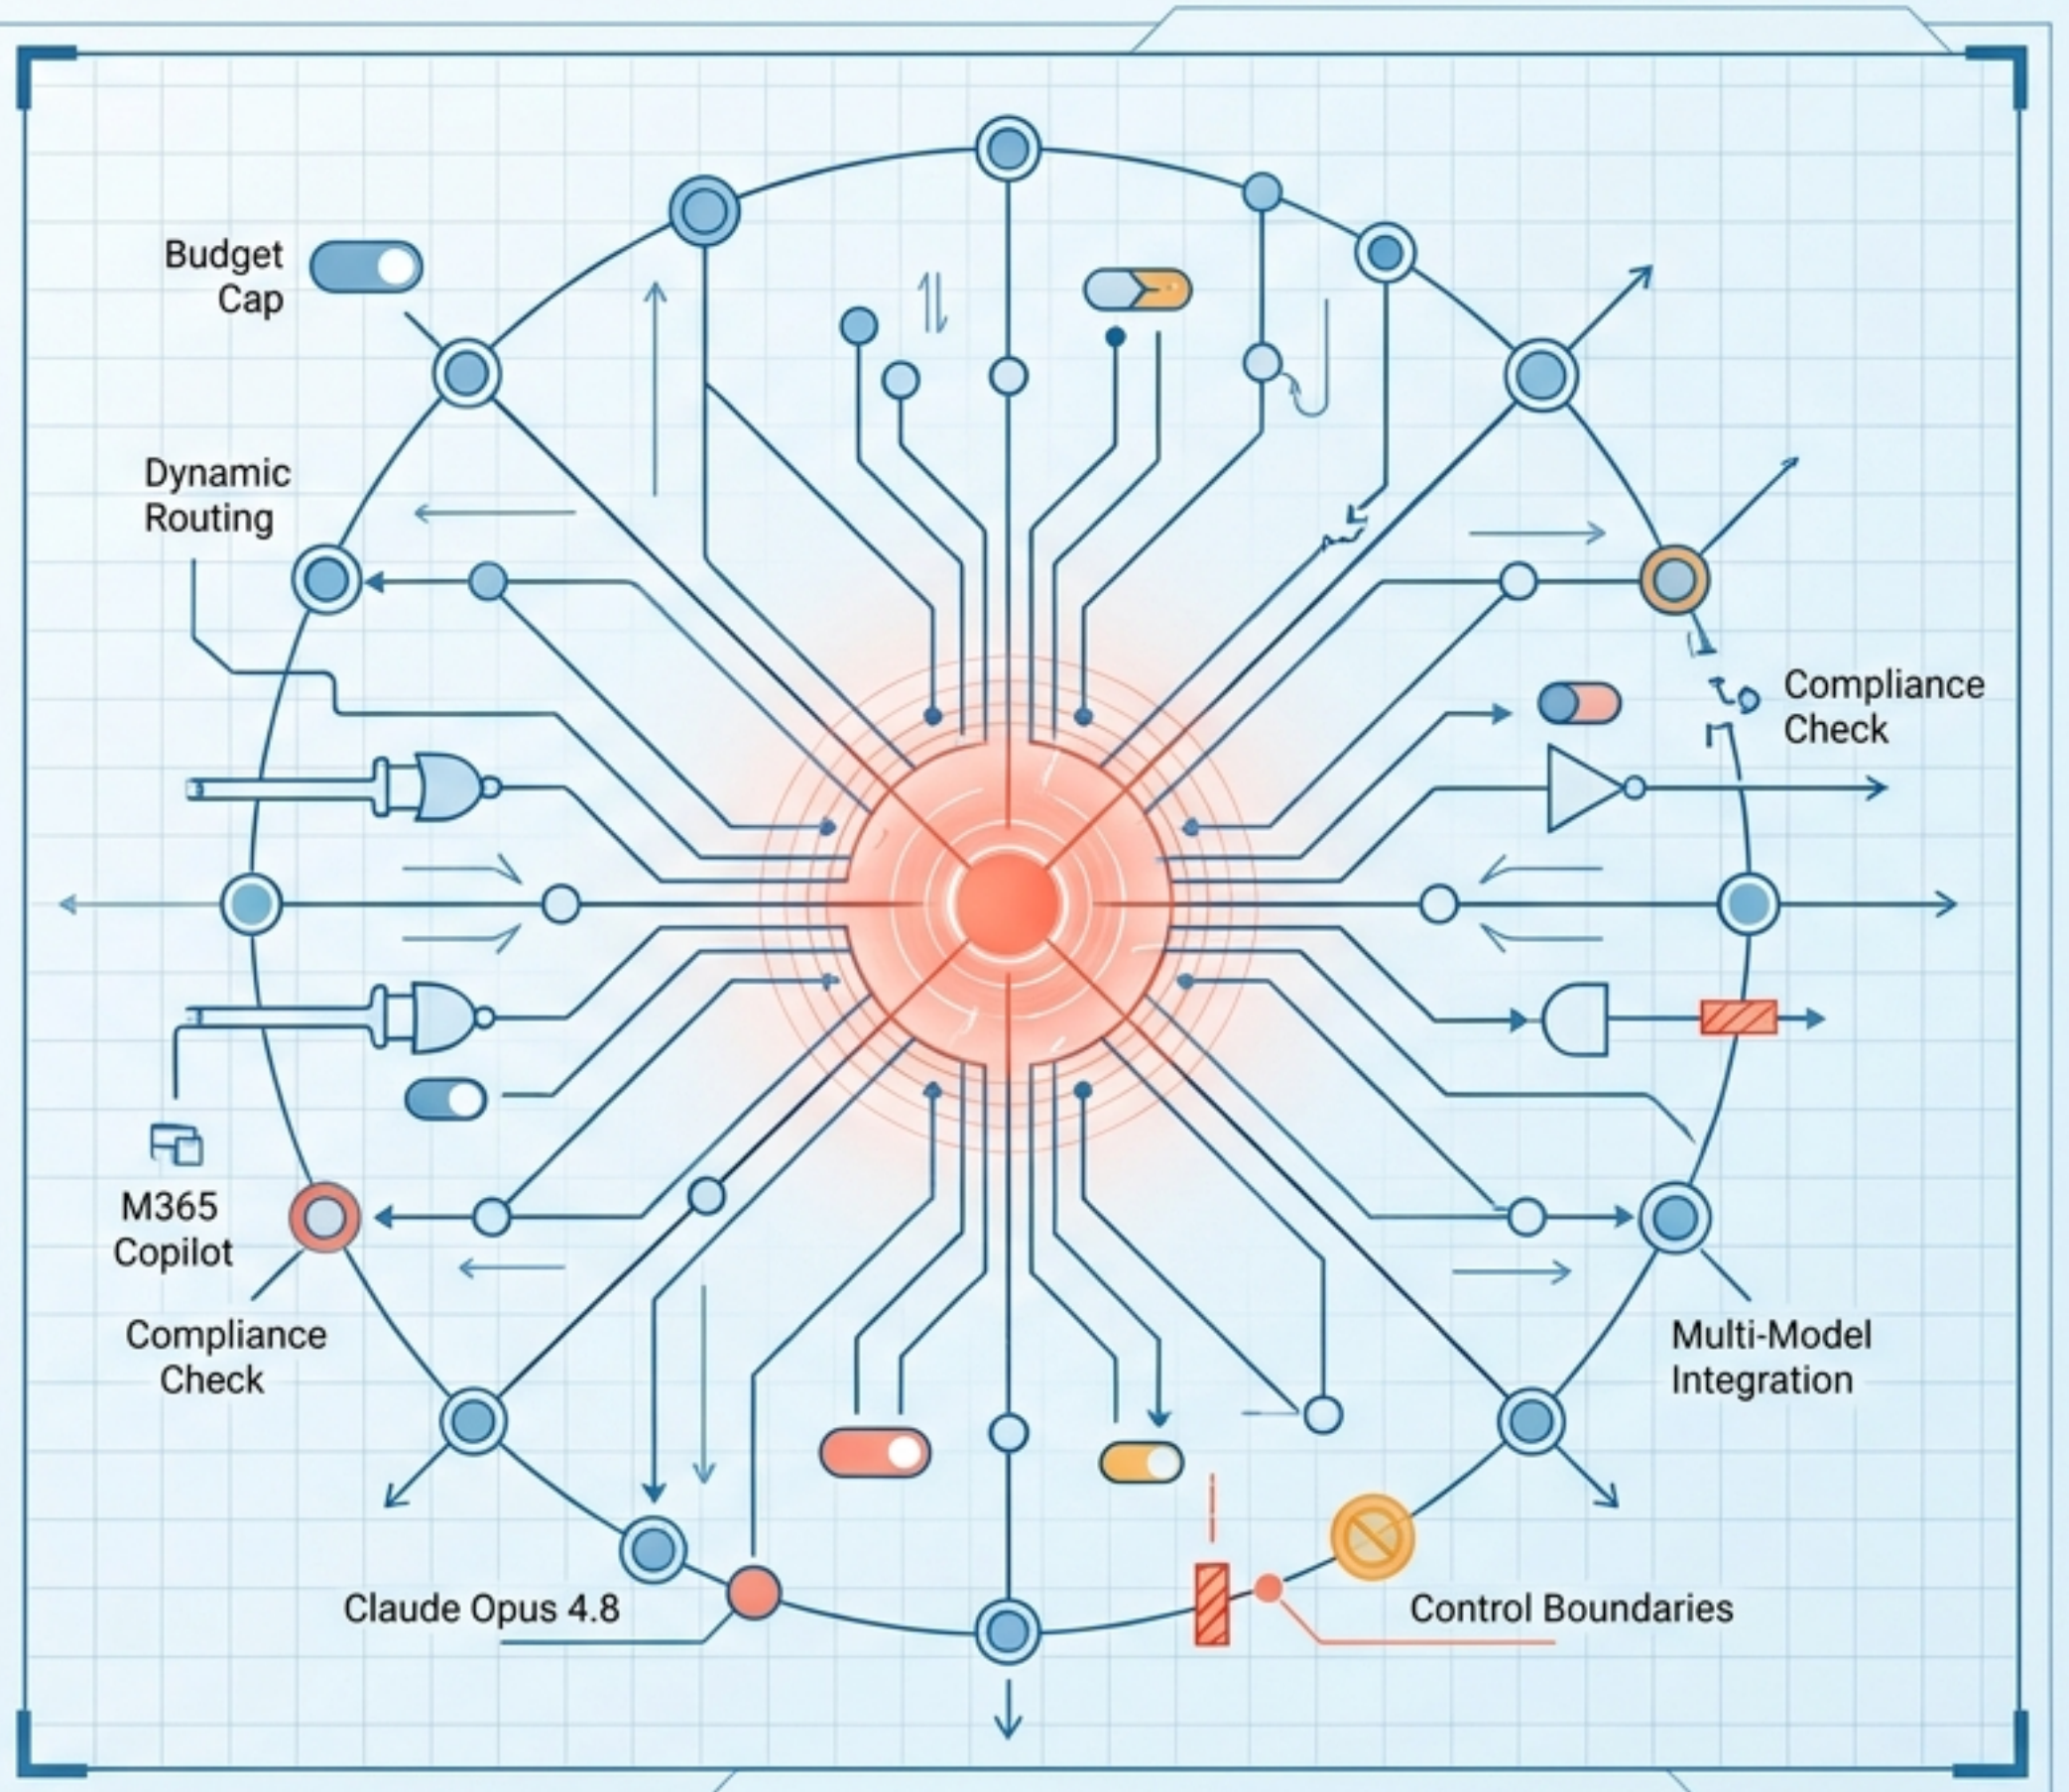 Budget
Cap
Dynamic
Routing
Compliance
Check
M365
Copilot
Compliance
Check
Multi-Model
Integration
Claude Opus 4.8
Control Boundaries